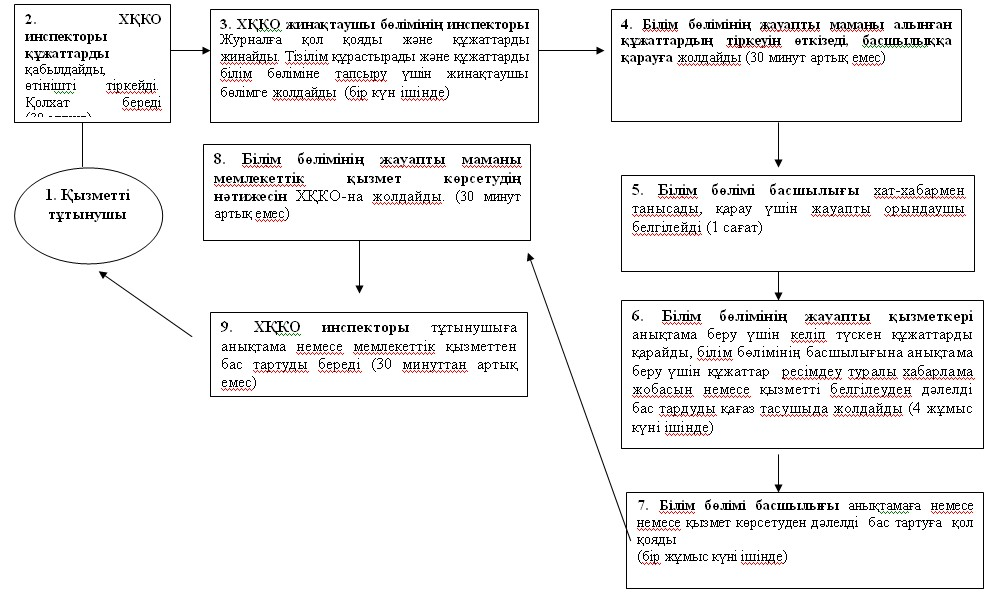 2. ХҚКО
инспекторы
құжаттарды
қабылдайды,
өтінішті тіркейді.
Қолхат береді
3. ХҚКО жинақтаушы бөлімінің инспекторы
Журналға қол қояды және құжаттарды
жинайды. Тізілім құрастырады және құжаттарды
білім бөліміне тапсыру үшін жинақтаушы
бөлімге жолдайды (бір күн ішінде)
4. Білім бөлімінің жауапты маманы алынған
құжаттардың тіркеуін өткізеді, басшылыққа
қарауға жолдайды (30 минут артық емес)
1. Қызметті
тұтынушы
8. Білім бөлімінің жауапты маманы
мемлекеттік қызмет көрсетудің
нәтижесін ХҚКО-на жолдайды. (30 минут
артық емес)
5. Білім бөлімі басшылығы хат-хабармен
танысады, қарау үшін жауапты орындаушы
белгілейді (1 сағат)
9. ХҚКО инспекторы тұтынушыға
анықтама немесе мемлекеттік қызметтен
бас тартуды береді (30 минуттан артық
емес)
6. Білім бөлімінің жауапты қызметкері
анықтама беру үшін келіп түскен құжаттарды
қарайды, білім бөлімінің басшылығына анықтама
беру үшін құжаттар ресімдеу туралы хабарлама
жобасын немесе қызметті белгілеуден дәлелді
бас тардуды қағаз тасушыда жолдайды (4 жұмыс
күні ішінде)
7. Білім бөлімі басшылығы анықтамаға немесе
немесе қызмет көрсетуден дәлелді бас тартуға қол
қояды
(бір жұмыс күні ішінде)